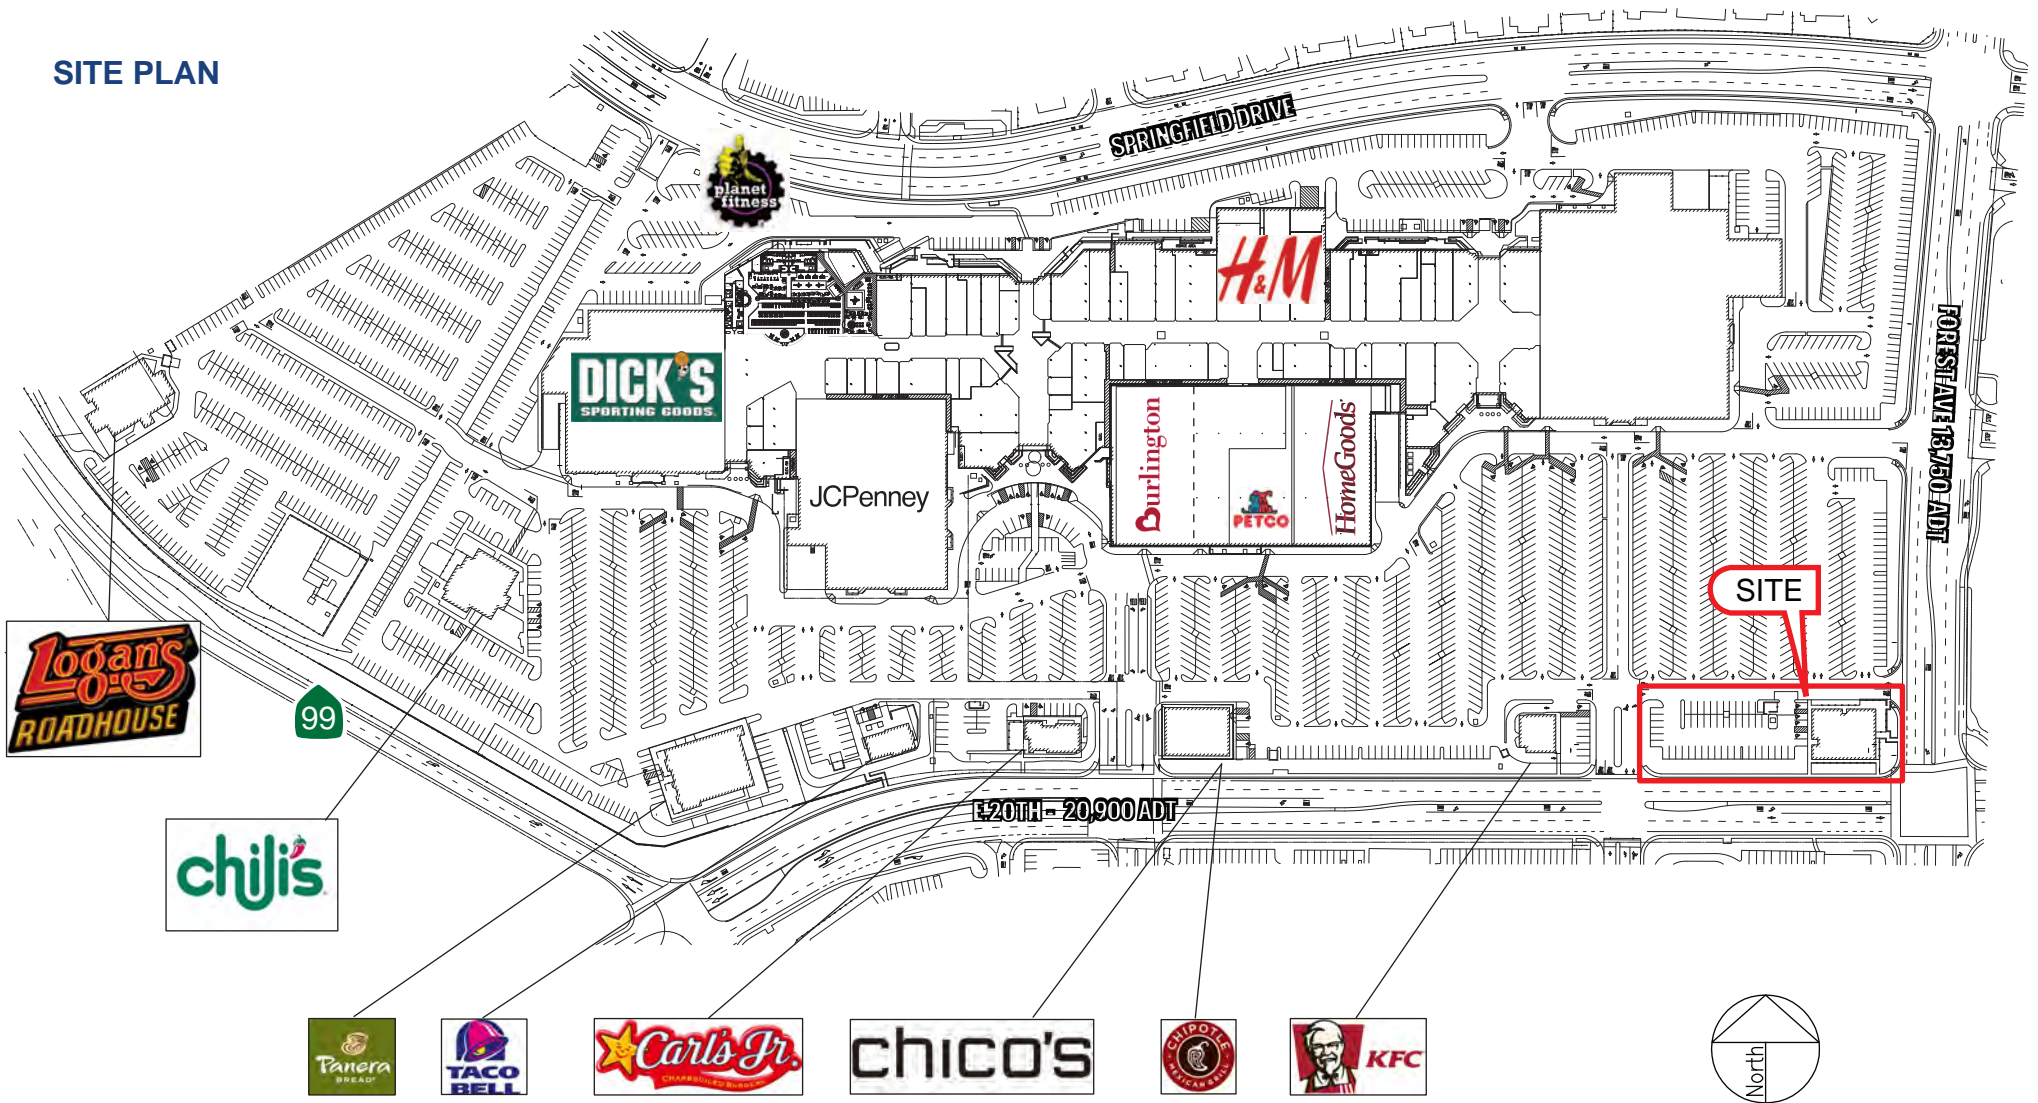 SITE PLAN
SPRINGFIELD DRIVE
planet
fitness
H&M
DICK'S
SPORTING GOODS
JCPenney
Burlington
PETCO
HomeGoods
FOREST AVE 13,750 ADT
SITE
Logan's
ROADHOUSE
99
E 20TH - 20,900 ADT
chili's
Panera
BREAD
TACO
BELL
Carl's Jr.
CHARBROILED BURGERS
chico's
CHIPOTLE
MEXICAN GRILL
KFC
North